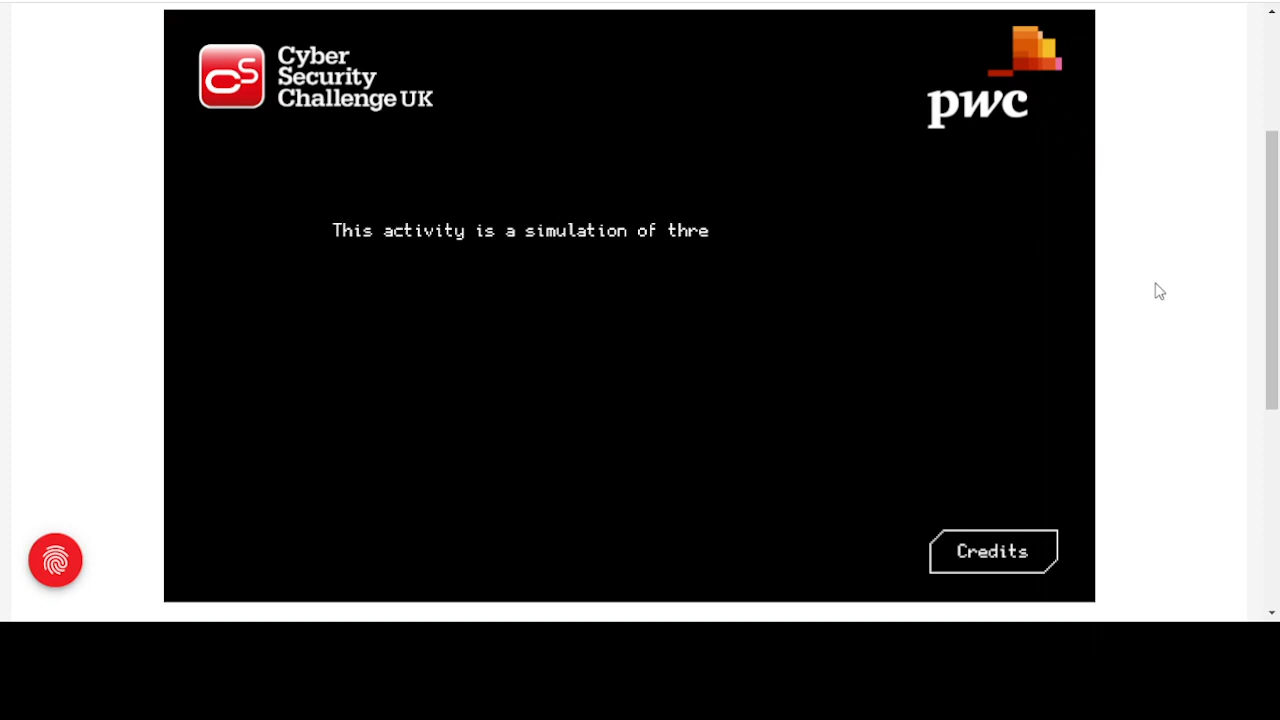 Cyber
Security
Challenge UK
pwc
This activity is a simulation of thre
Credits